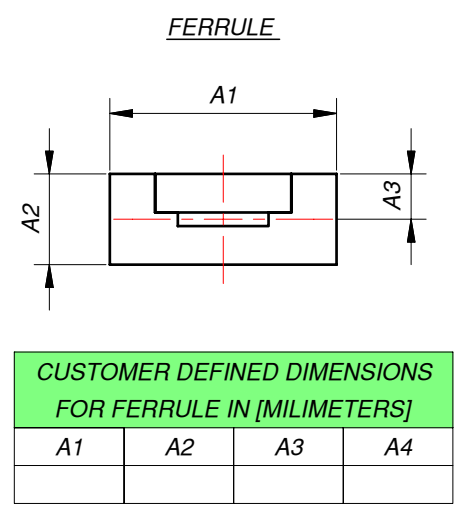 FERRULE
A1
A2
A3
CUSTOMER DEFINED DIMENSIONS
FOR FERRULE IN [MILIMETERS]
A1 A2 A3 A4